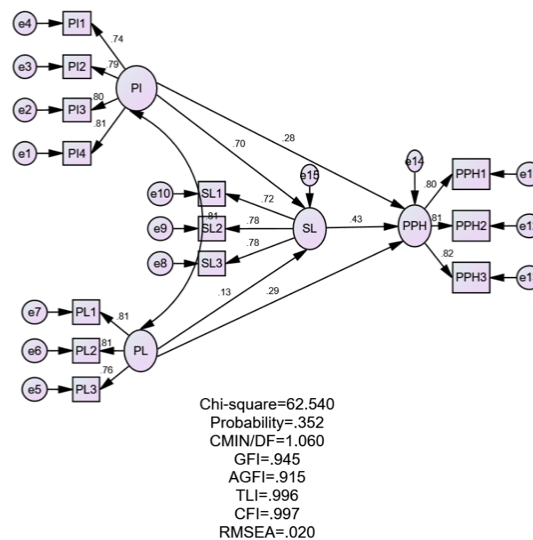 e4 PI1
.74
e3 PI2 .79
PI
e2 PI3 .80
e1 PI4 .81
.70 .28
e15 e14
e10 SL1 .72
.81
e9 SL2 .78
SL .43 PPH
e8 SL3 .78
.80 PPH1
.81 PPH2
.82 PPH3
.13 .29
e7 PL1 .81
e6 PL2 .81
PL
e5 PL3 .76
Chi-square=62.540
Probability=.352
CMIN/DF=1.060
GFI=.945
AGFI=.915
TLI=.996
CFI=.997
RMSEA=.020